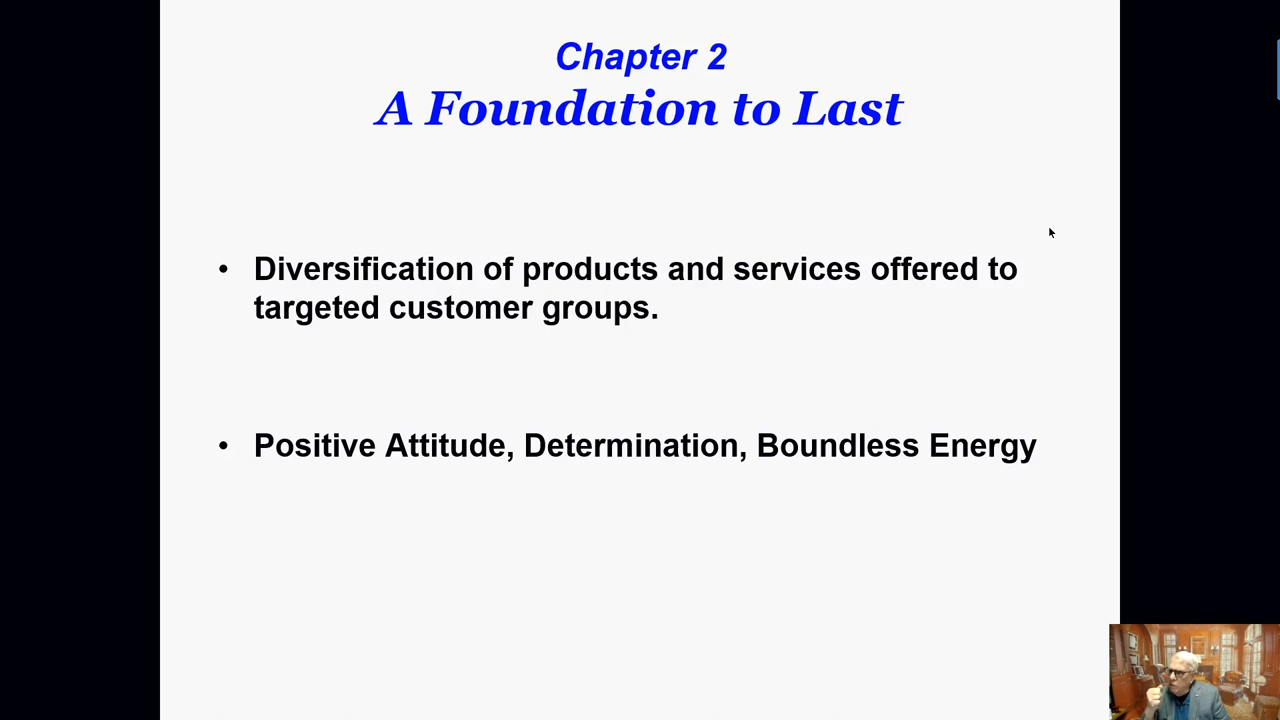 Chapter 2
A Foundation to Last
• Diversification of products and services offered to
targeted customer groups.
• Positive Attitude, Determination, Boundless Energy